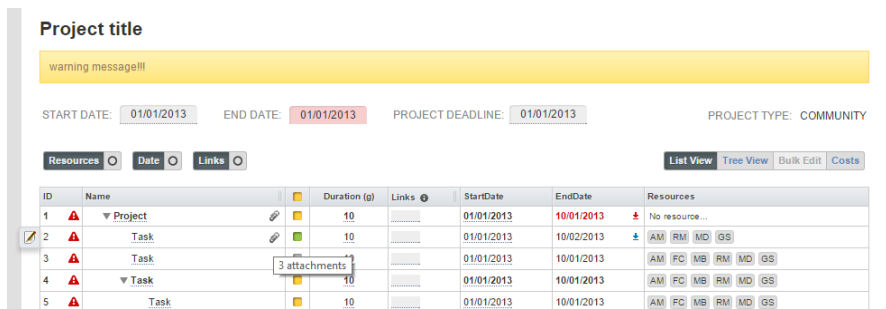 Project title
warning message!!!
START DATE: 01/01/2013 END DATE: 01/01/2013 PROJECT DEADLINE: 01/01/2013 PROJECT TYPE: COMMUNITY
Resources Date Links List View Tree View Bulk Edit Costs
ID Name Duration (g) Links StartDate EndDate Resources
1 Project 10 01/01/2013 10/01/2013 No resource...
2 Task 10 01/01/2013 10/02/2013 AM RM MD GS
3 Task 01/01/2013 10/01/2013 AM FC MB RM MD GS
3 attachments
4 Task 10 01/01/2013 10/01/2013 AM FC MB RM MD GS
5 Task 10 01/01/2013 10/01/2013 AM FC MB RM MD GS